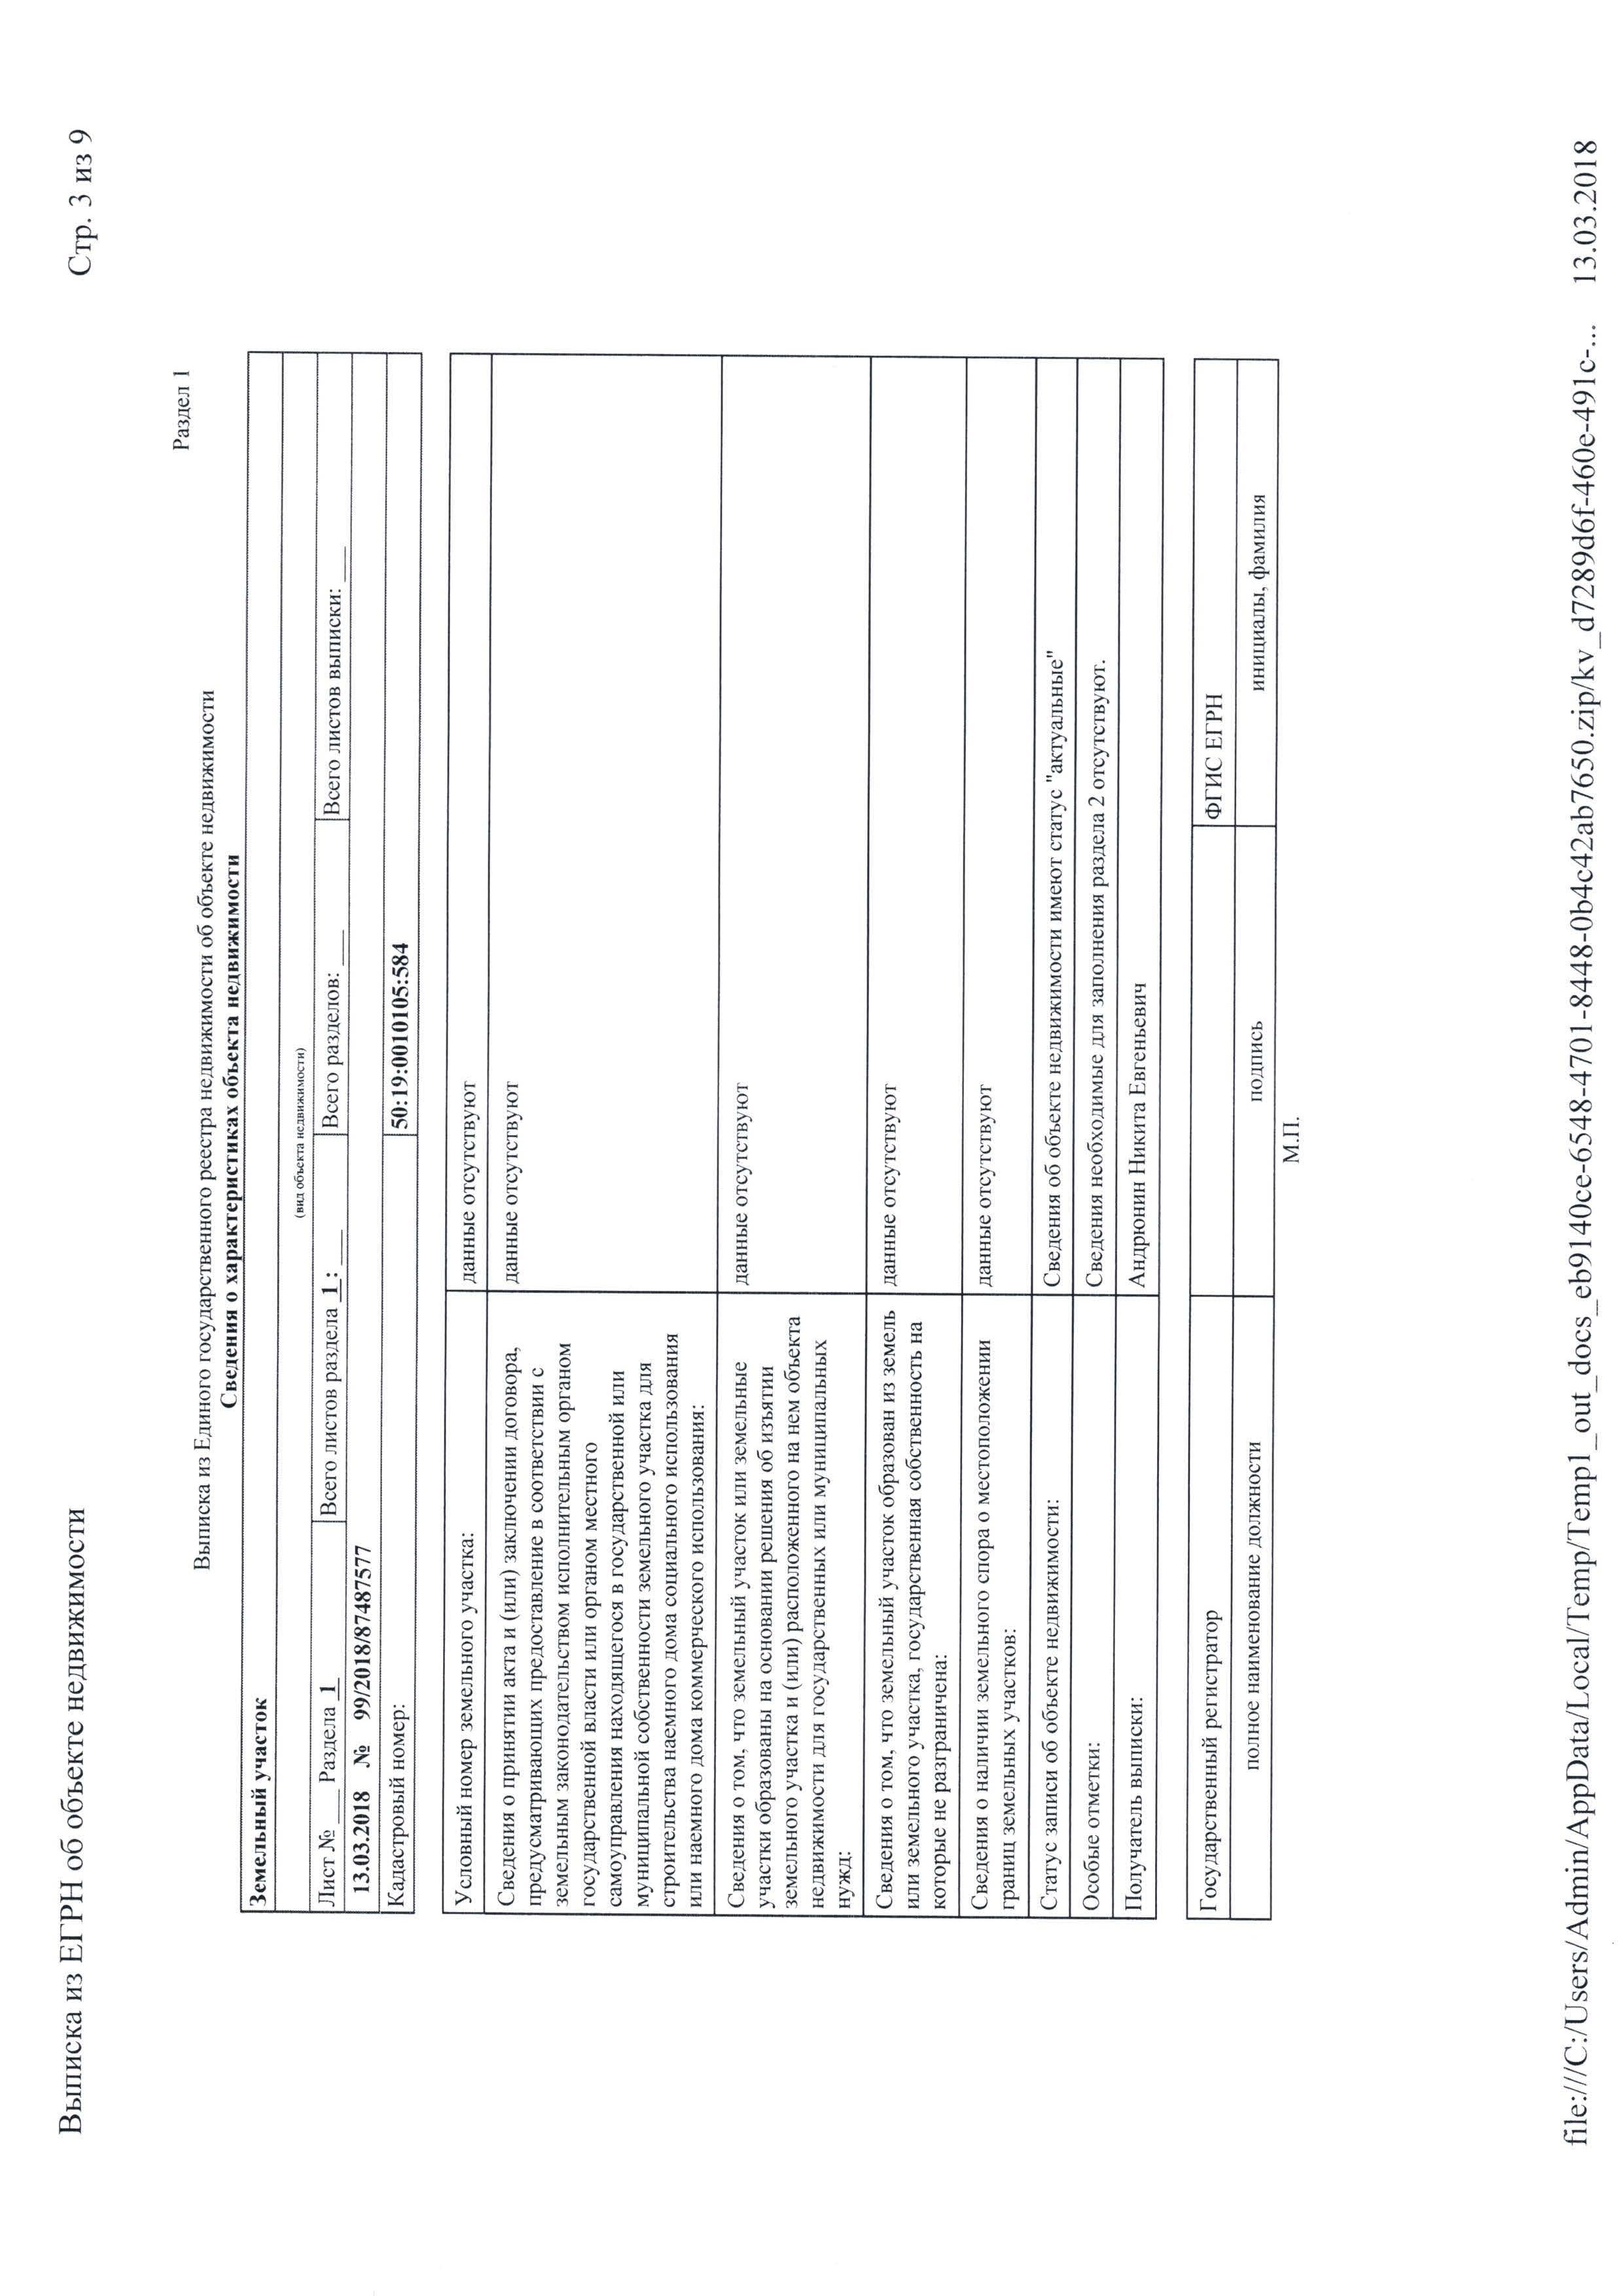 Выписка из ЕГРН об объекте недвижимости
Стр. 3 из 9
Раздел 1
Выписка из Единого государственного реестра недвижимости об объекте недвижимости
Сведения о характеристиках объекта недвижимости
Земельный участок
(вид объекта недвижимости)
Лист № ___ Раздела 1
Всего листов раздела 1 : ___
Всего разделов: ___
Всего листов выписки: ___
13.03.2018 № 99/2018/87487577
Кадастровый номер:
50:19:0010105:584
Условный номер земельного участка:
данные отсутствуют
Сведения о принятии акта и (или) заключении договора,
предусматривающих предоставление в соответствии с
земельным законодательством исполнительным органом
государственной власти или органом местного
самоуправления находящегося в государственной или
муниципальной собственности земельного участка для
строительства наемного дома социального использования
или наемного дома коммерческого использования:
данные отсутствуют
Сведения о том, что земельный участок или земельные
участки образованы на основании решения об изъятии
земельного участка и (или) расположенного на нем объекта
недвижимости для государственных или муниципальных
нужд:
данные отсутствуют
Сведения о том, что земельный участок образован из земель
или земельного участка, государственная собственность на
которые не разграничена:
данные отсутствуют
Сведения о наличии земельного спора о местоположении
границ земельных участков:
данные отсутствуют
Статус записи об объекте недвижимости:
Сведения об объекте недвижимости имеют статус "актуальные"
Особые отметки:
Сведения необходимые для заполнения раздела 2 отсутствуют.
Получатель выписки:
Андрюнин Никита Евгеньевич
Государственный регистратор
ФГИС ЕГРН
полное наименование должности
подпись
инициалы, фамилия
М.П.
file:///C:/Users/Admin/AppData/Local/Temp/Temp1_out_docs_eb9140ce-6548-4701-8448-0b4c42ab7650.zip/kv_d7289d6f-460e-491c-...
13.03.2018